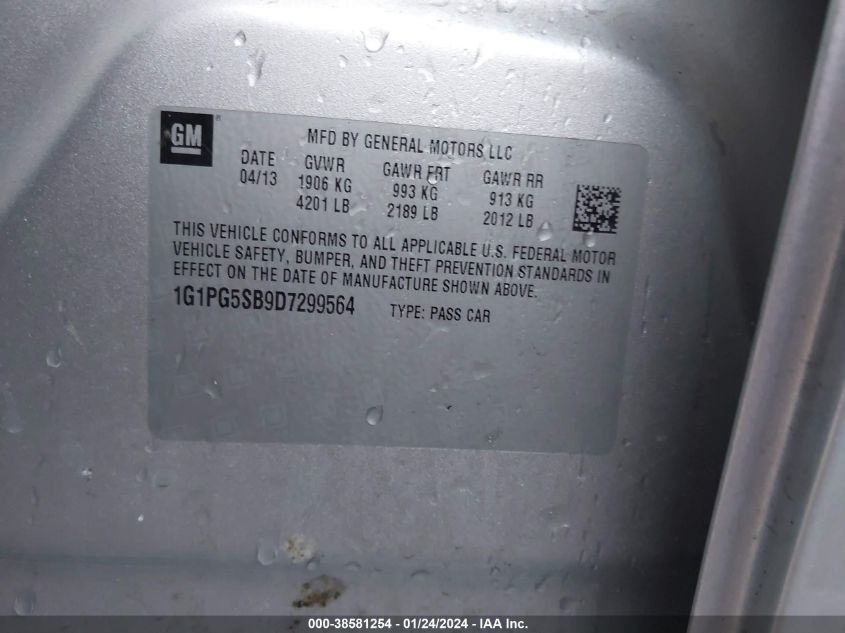 GM ®
MFD BY GENERAL MOTORS LLC
DATE GVWR GAWR FRT GAWR RR
04/13 1906 KG 993 KG 913 KG
4201 LB 2189 LB 2012 LB
THIS VEHICLE CONFORMS TO ALL APPLICABLE U.S. FEDERAL MOTOR
VEHICLE SAFETY, BUMPER, AND THEFT PREVENTION STANDARDS IN
EFFECT ON THE DATE OF MANUFACTURE SHOWN ABOVE.
1G1PG5SB9D7299564 TYPE: PASS CAR
000-38581254 | 01/24/2024 | IAA Inc.